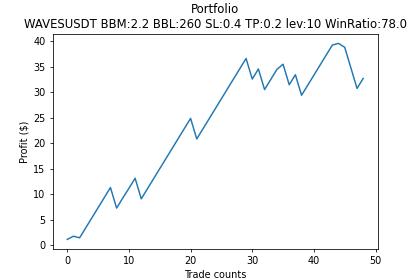 Portfolio
WAVESUSDT BBM:2.2 BBL:260 SL:0.4 TP:0.2 lev:10 WinRatio:78.0
40
35
30
25
20
15
10
5
0
Profit ($)
0 10 20 30 40 50
Trade counts